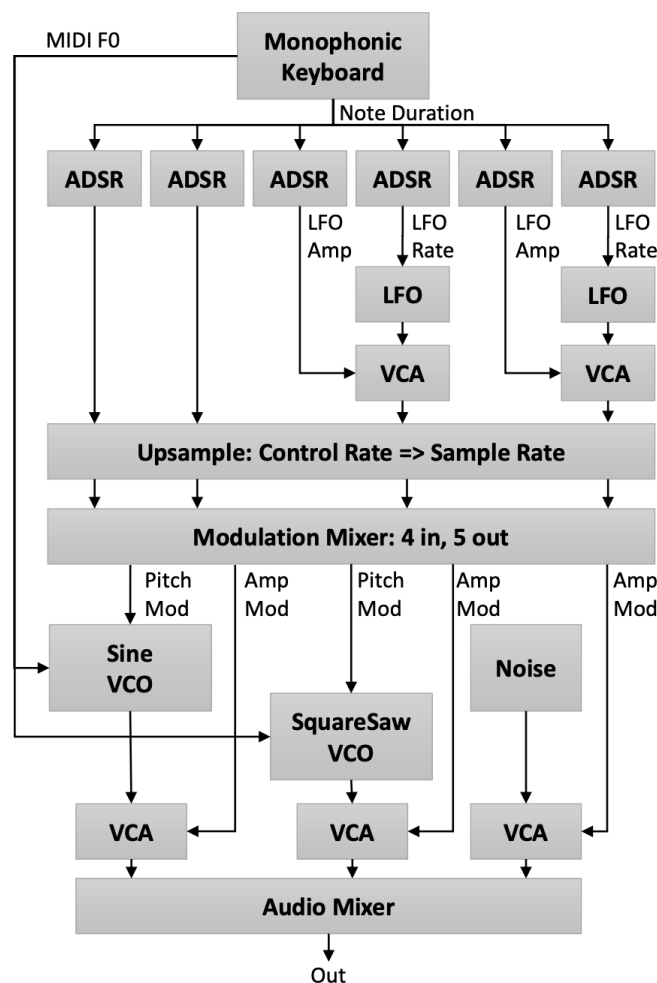 MIDI F0
Monophonic
Keyboard
Note Duration
ADSR
ADSR
ADSR
ADSR
ADSR
ADSR
LFO
Amp
LFO
Rate
LFO
Amp
LFO
Rate
LFO
LFO
VCA
VCA
Upsample: Control Rate => Sample Rate
Modulation Mixer: 4 in, 5 out
Pitch
Mod
Amp
Mod
Pitch
Mod
Amp
Mod
Amp
Mod
Sine
VCO
Noise
SquareSaw
VCO
VCA
VCA
VCA
Audio Mixer
Out